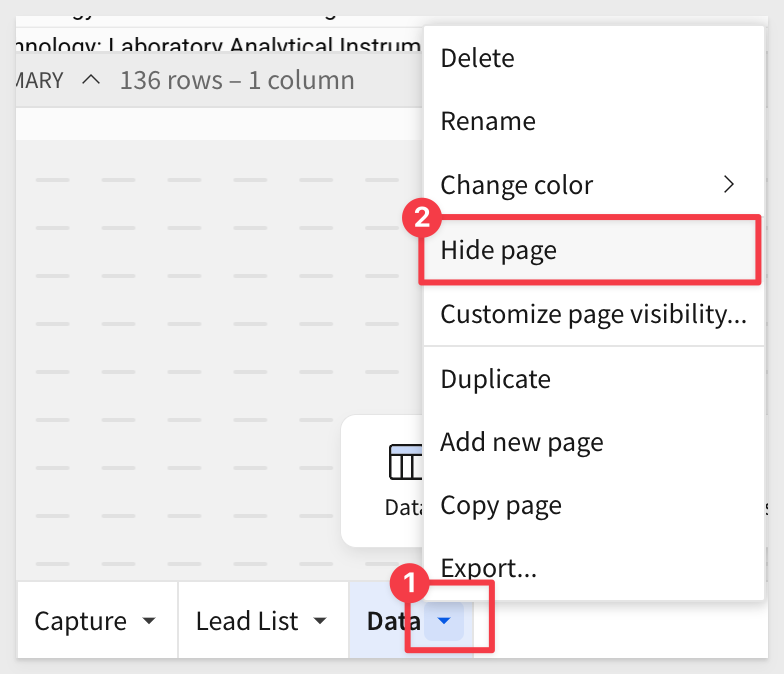 Technology: Laboratory Analytical Instrum
MARY 136 rows – 1 column
Delete
Rename
Change color
2
Hide page
Customize page visibility...
Duplicate
Add new page
Copy page
Export...
Data
1
Capture
Lead List
Data